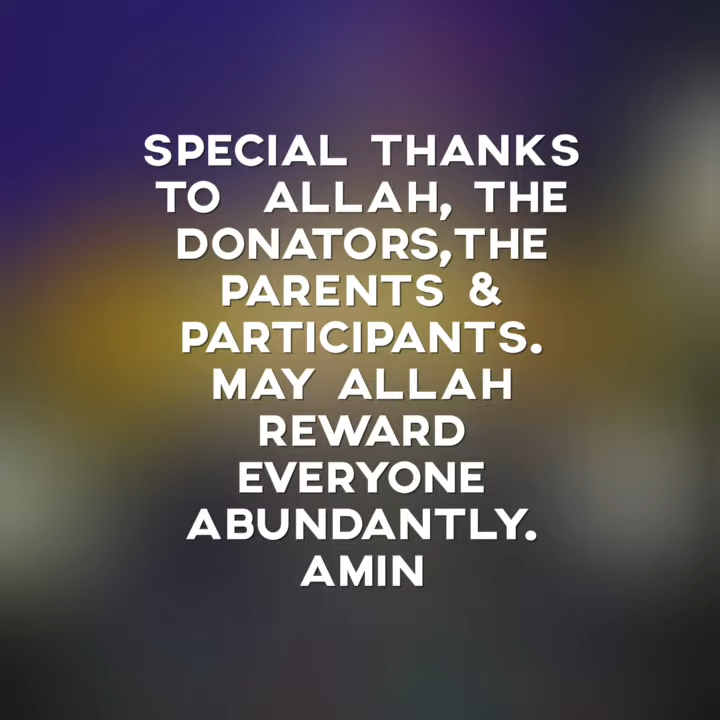 SPECIAL THANKS
TO ALLAH, THE
DONATORS,THE
PARENTS &
PARTICIPANTS.
MAY ALLAH
REWARD
EVERYONE
ABUNDANTLY.
AMIN